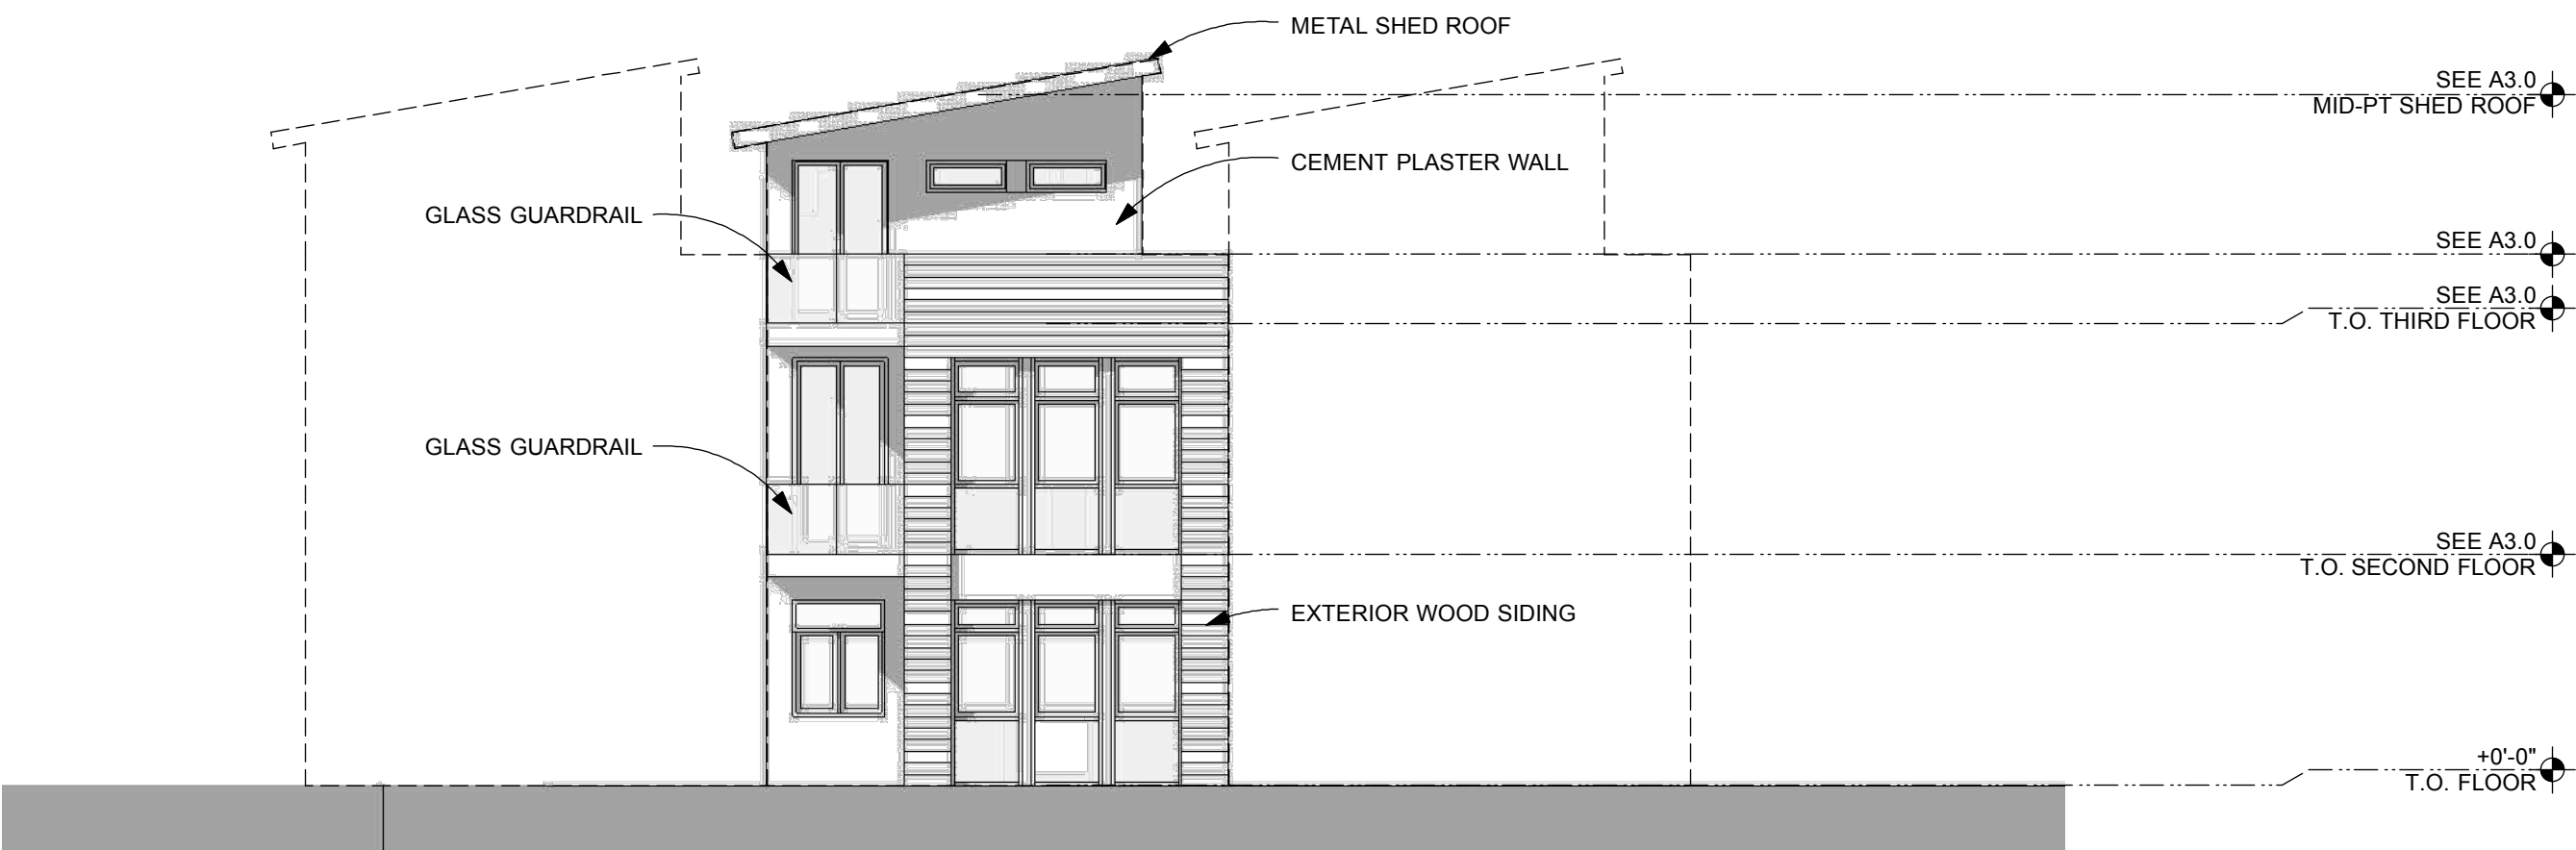 METAL SHED ROOF
SEE A3.0
MID-PT SHED ROOF
CEMENT PLASTER WALL
GLASS GUARDRAIL
SEE A3.0
SEE A3.0
T.O. THIRD FLOOR
GLASS GUARDRAIL
SEE A3.0
T.O. SECOND FLOOR
EXTERIOR WOOD SIDING
+0'-0"
T.O. FLOOR